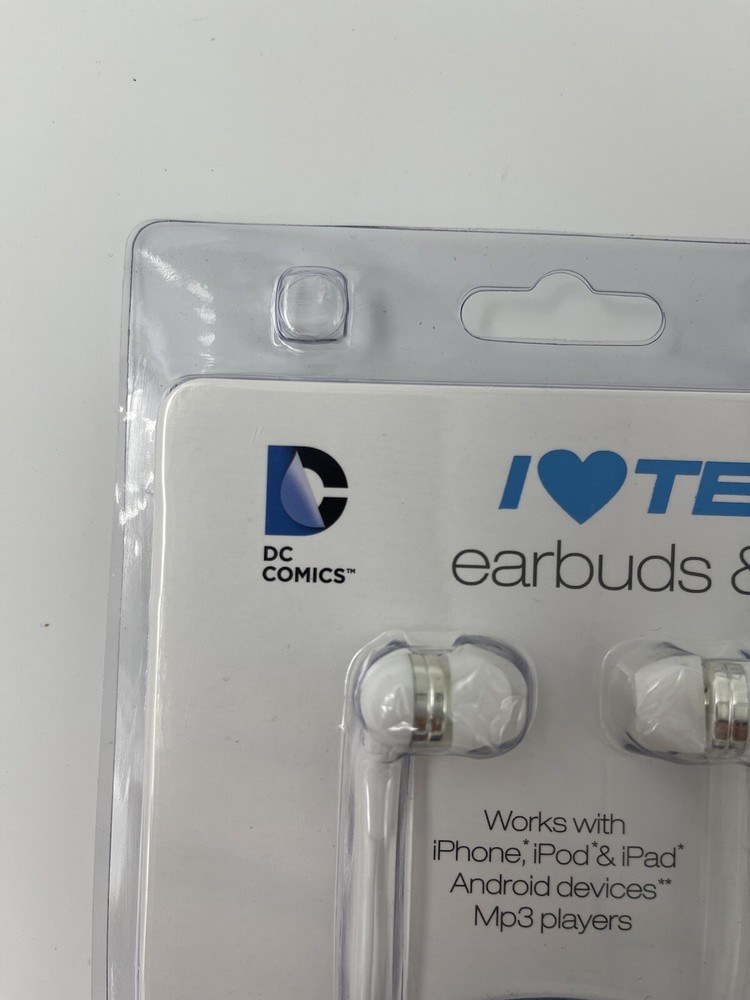 DC
COMICS™
I♥TE
earbuds &
Works with
iPhone,* iPod* & iPad*
Android devices**
Mp3 players